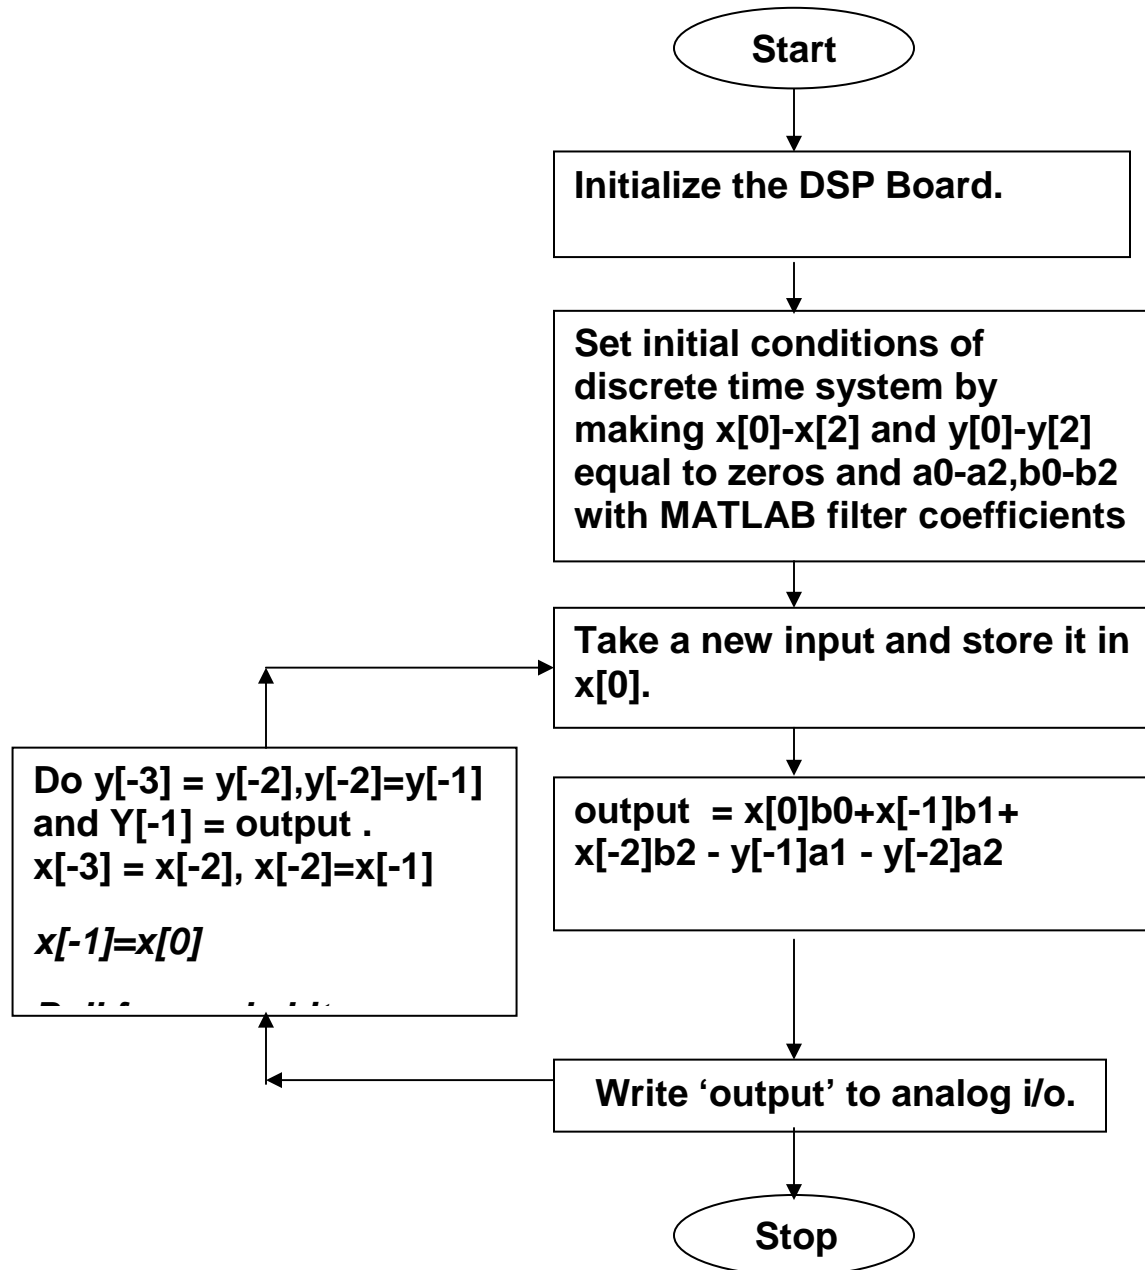 Start
Initialize the DSP Board.
Set initial conditions of
discrete time system by
making x[0]-x[2] and y[0]-y[2]
equal to zeros and a0-a2,b0-b2
with MATLAB filter coefficients
Take a new input and store it in
x[0].
output = x[0]b0+x[-1]b1+
x[-2]b2 - y[-1]a1 - y[-2]a2
Write ‘output’ to analog i/o.
Do y[-3] = y[-2],y[-2]=y[-1]
and Y[-1] = output .
x[-3] = x[-2], x[-2]=x[-1]
x[-1]=x[0]
Stop